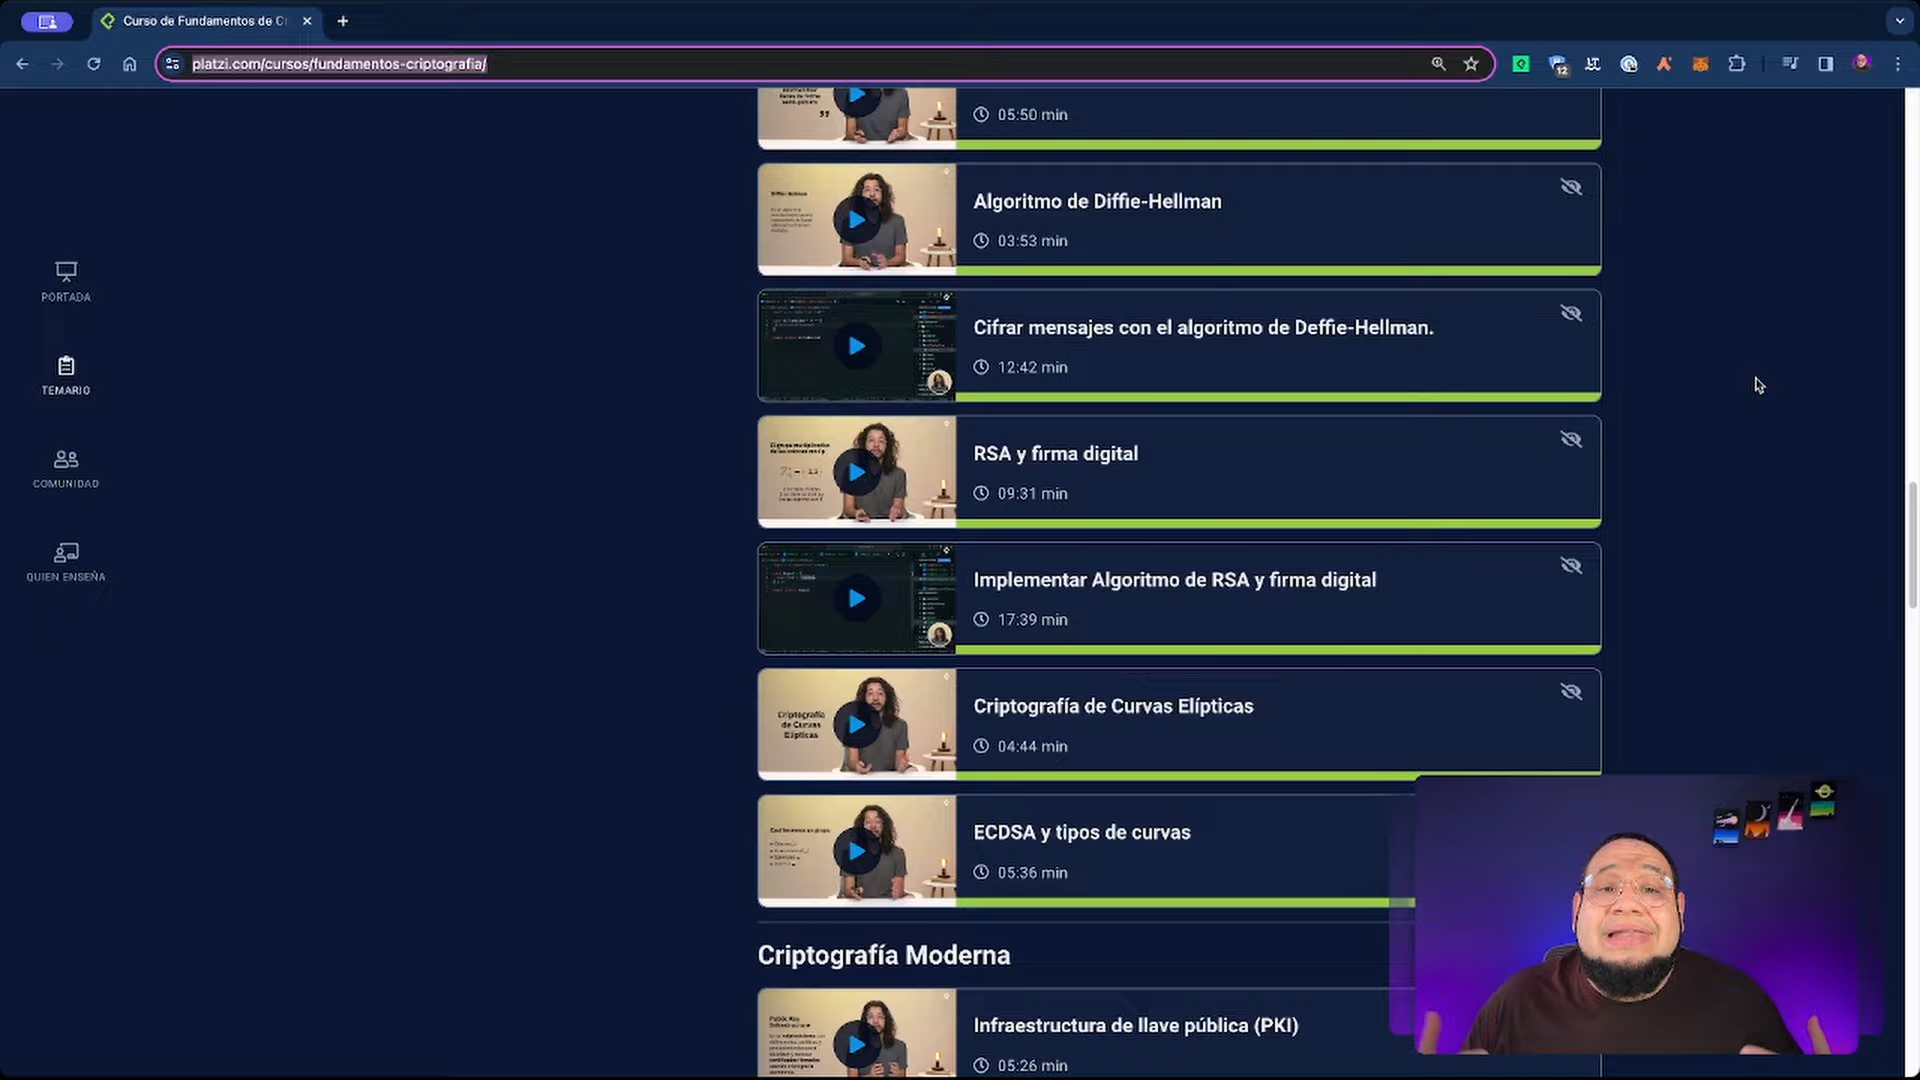 Curso de Fundamentos de C
platzi.com/cursos/fundamentos-criptografia/
12
05:50 min
Algoritmo de Diffie-Hellman
03:53 min
Cifrar mensajes con el algoritmo de Deffie-Hellman.
12:42 min
RSA y firma digital
09:31 min
Implementar Algoritmo de RSA y firma digital
17:39 min
Criptografía
de Curvas
Elípticas
Criptografía de Curvas Elípticas
04:44 min
ECDSA y tipos de curvas
05:36 min
Criptografía Moderna
Infraestructura de llave pública (PKI)
05:26 min
PORTADA
TEMARIO
COMUNIDAD
QUIEN ENSEÑA